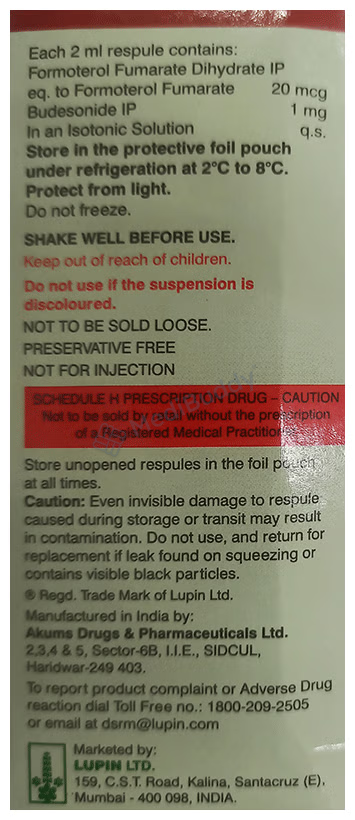 Each 2 ml respule contains:
Formoterol Fumarate Dihydrate IP
eq. to Formoterol Fumarate 20 mcg
Budesonide IP 1 mg
In an Isotonic Solution q.s.
Store in the protective foil pouch
under refrigeration at 2°C to 8°C.
Protect from light.
Do not freeze.
SHAKE WELL BEFORE USE.
Keep out of reach of children.
Do not use if the suspension is
discoloured.
NOT TO BE SOLD LOOSE.
PRESERVATIVE FREE
NOT FOR INJECTION
SCHEDULE H PRESCRIPTION DRUG – CAUTION
Not to be sold by retail without the prescription
of a Registered Medical Practitioner
Store unopened respules in the foil pouch
at all times.
Caution: Even invisible damage to respule
caused during storage or transit may result
in contamination. Do not use, and return for
replacement if leak found on squeezing or
contains visible black particles.
® Regd. Trade Mark of Lupin Ltd.
Manufactured in India by:
Akums Drugs & Pharmaceuticals Ltd.
2,3,4 & 5, Sector-6B, I.I.E., SIDCUL,
Haridwar-249 403.
To report product complaint or Adverse Drug
reaction dial Toll Free no.: 1800-209-2505
or email at dsrm@lupin.com
Marketed by:
LUPIN LTD.
159, C.S.T. Road, Kalina, Santacruz (E),
Mumbai - 400 098, INDIA.